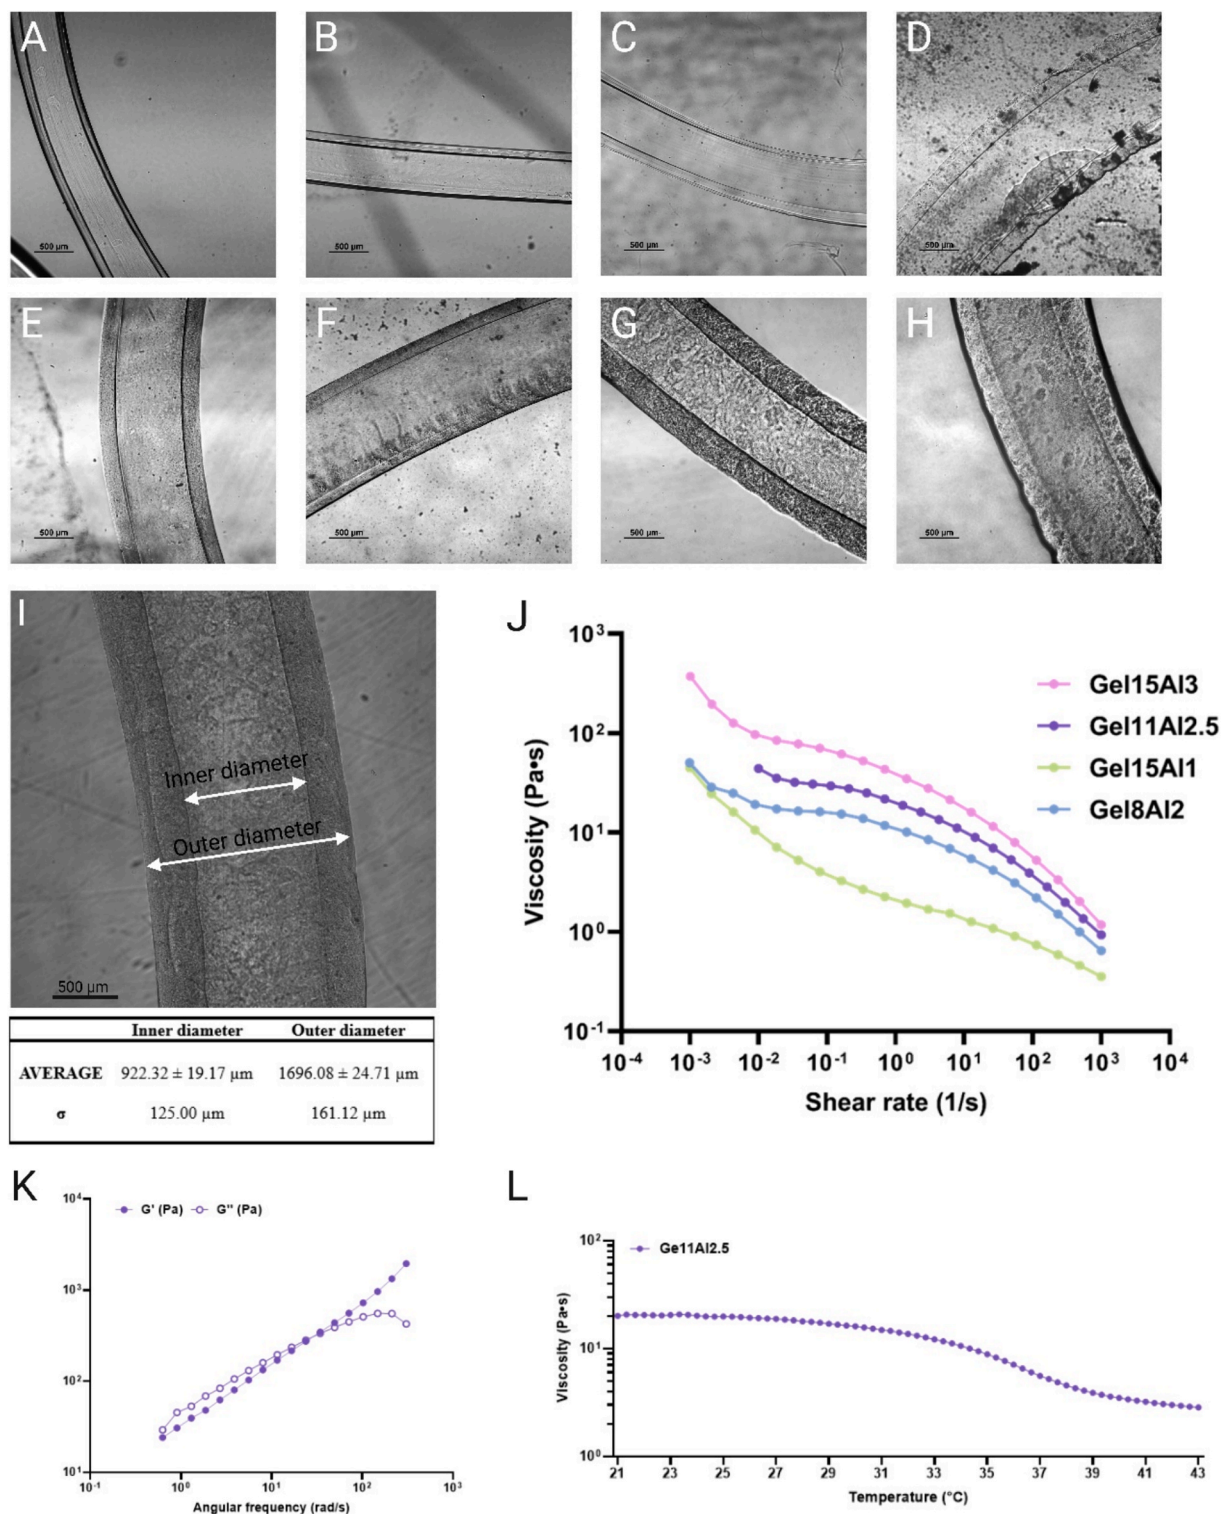 A
B
C
D
500 µm
500 µm
500 µm
500 µm
E
F
G
H
500 µm
500 µm
500 µm
500 µm
I
Inner diameter
Outer diameter
500 µm
Inner diameter Outer diameter
AVERAGE 922.32 ± 19.17 µm 1696.08 ± 24.71 µm
σ 125.00 µm 161.12 µm
J
Viscosity (Pa•s)
10³
10²
10¹
10⁰
10⁻¹
10⁻⁴ 10⁻³ 10⁻² 10⁻¹ 10⁰ 10¹ 10² 10³ 10⁴
Shear rate (1/s)
Gel15Al3
Gel11Al2.5
Gel15Al1
Gel8Al2
K
G' (Pa) G'' (Pa)
10⁴
10³
10²
10¹
10⁻¹ 10⁰ 10¹ 10² 10³
Angular frequency (rad/s)
L
Ge11Al2.5
Viscosity (Pa•s)
10²
10¹
10⁰
21 23 25 27 29 31 33 35 37 39 41 43
Temperature (°C)